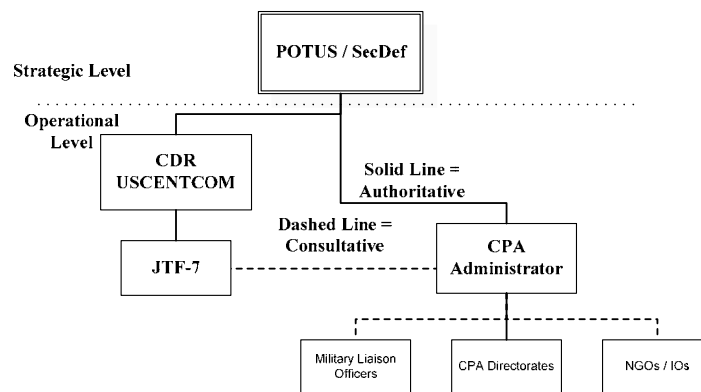 POTUS / SecDef
Strategic Level
Operational
Level
CDR
USCENTCOM
Solid Line =
Authoritative
Dashed Line =
Consultative
JTF-7
CPA
Administrator
Military Liaison
Officers
CPA Directorates
NGOs / IOs